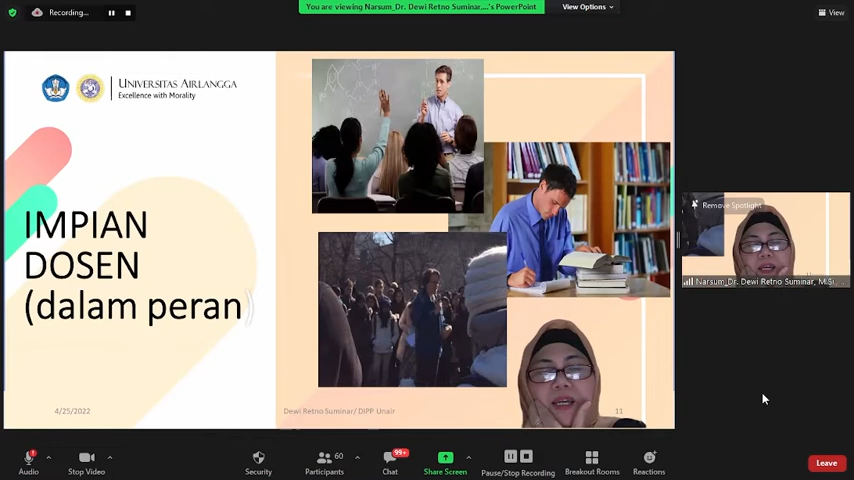 Recording...
You are viewing Narsum_Dr. Dewi Retno Suminar,...'s PowerPoint
View Options
View
UNIVERSITAS AIRLANGGA
Excellence with Morality
IMPIAN
DOSEN
(dalam peran)
4/25/2022
Dewi Retno Suminar/ DIPP Unair
11
Remove Spotlight
Narsum_Dr. Dewi Retno Suminar, M.Si., ...
Audio
Stop Video
Security
60
Participants
99+
Chat
Share Screen
Pause/Stop Recording
Breakout Rooms
Reactions
Leave